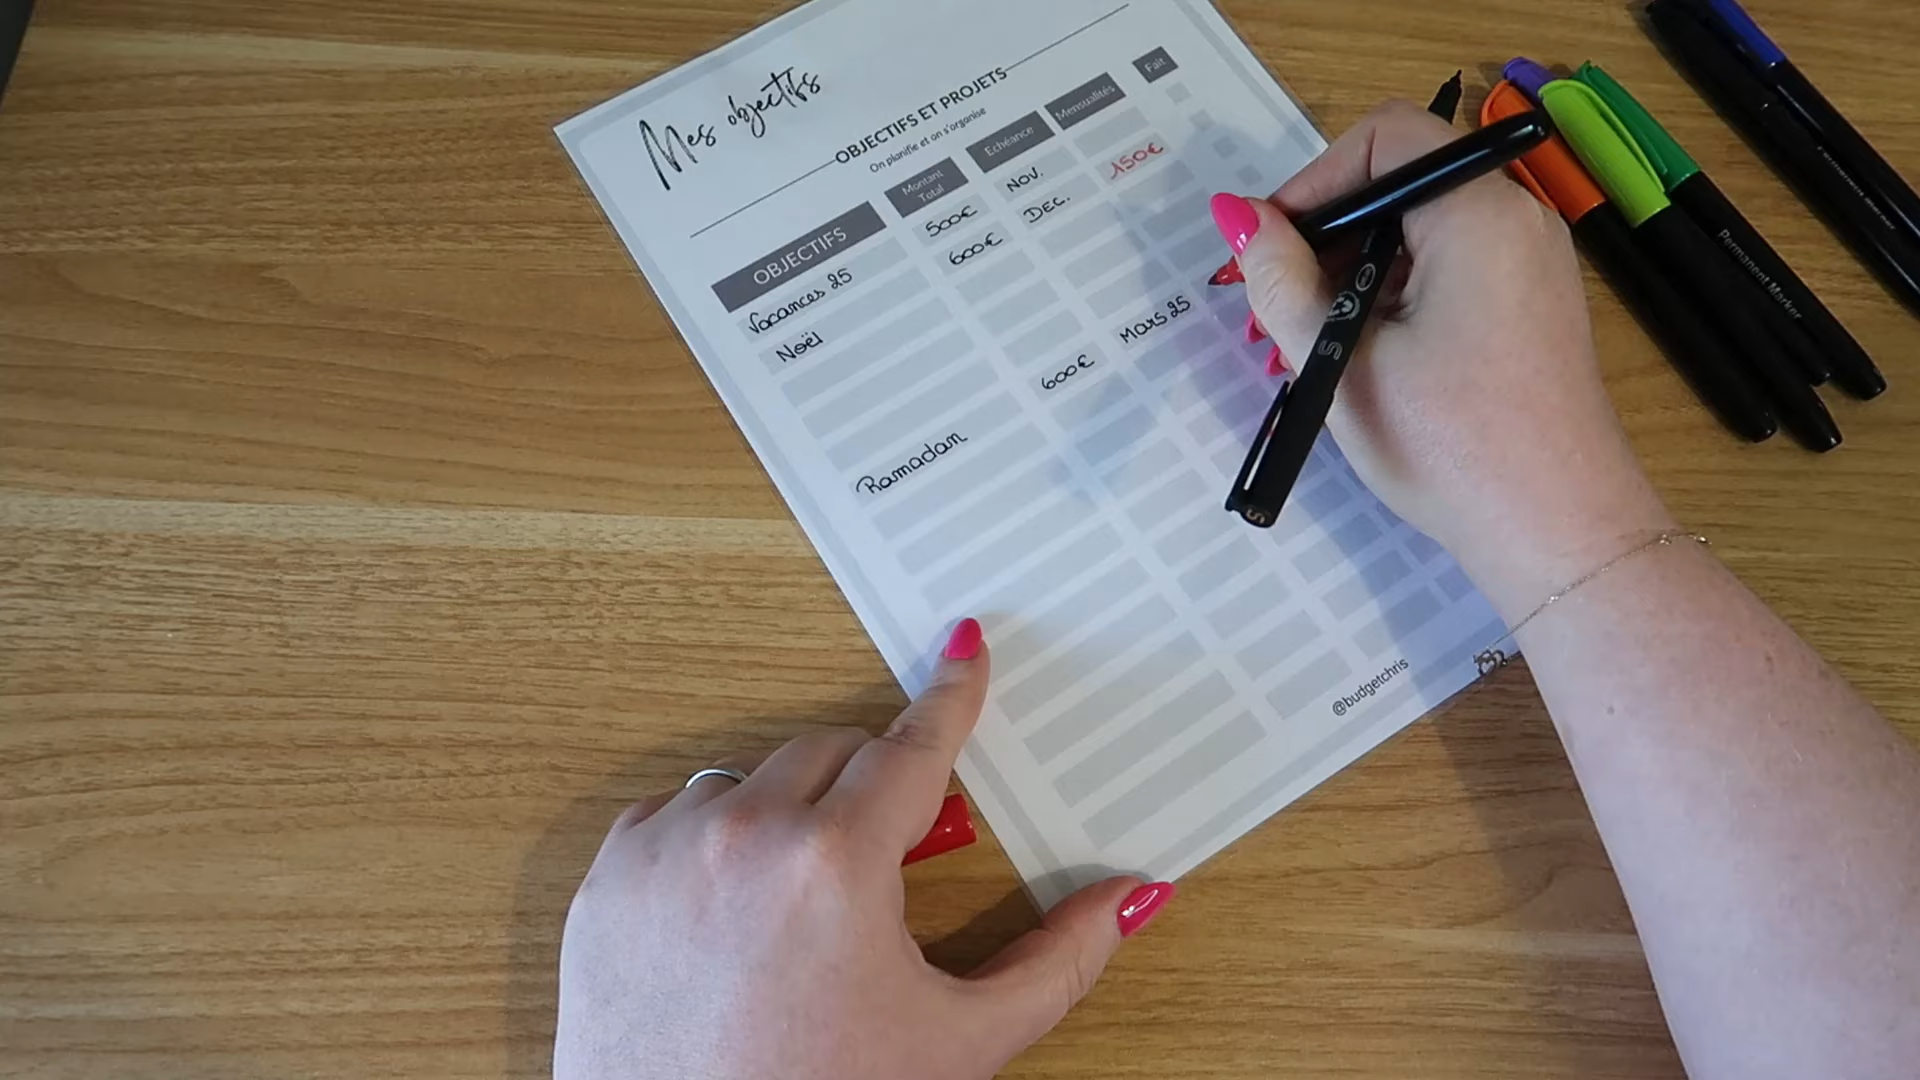 Mes objectifs
OBJECTIFS ET PROJETS
On planifie et on s'organise
OBJECTIFS Montant Total Echéance Mensualités Fait
Vacances 25 500€ NOV.
Noël 600€ DEC. 150€
Ramadan 600€ Mars 25
@budgetchris
Permanent Marker